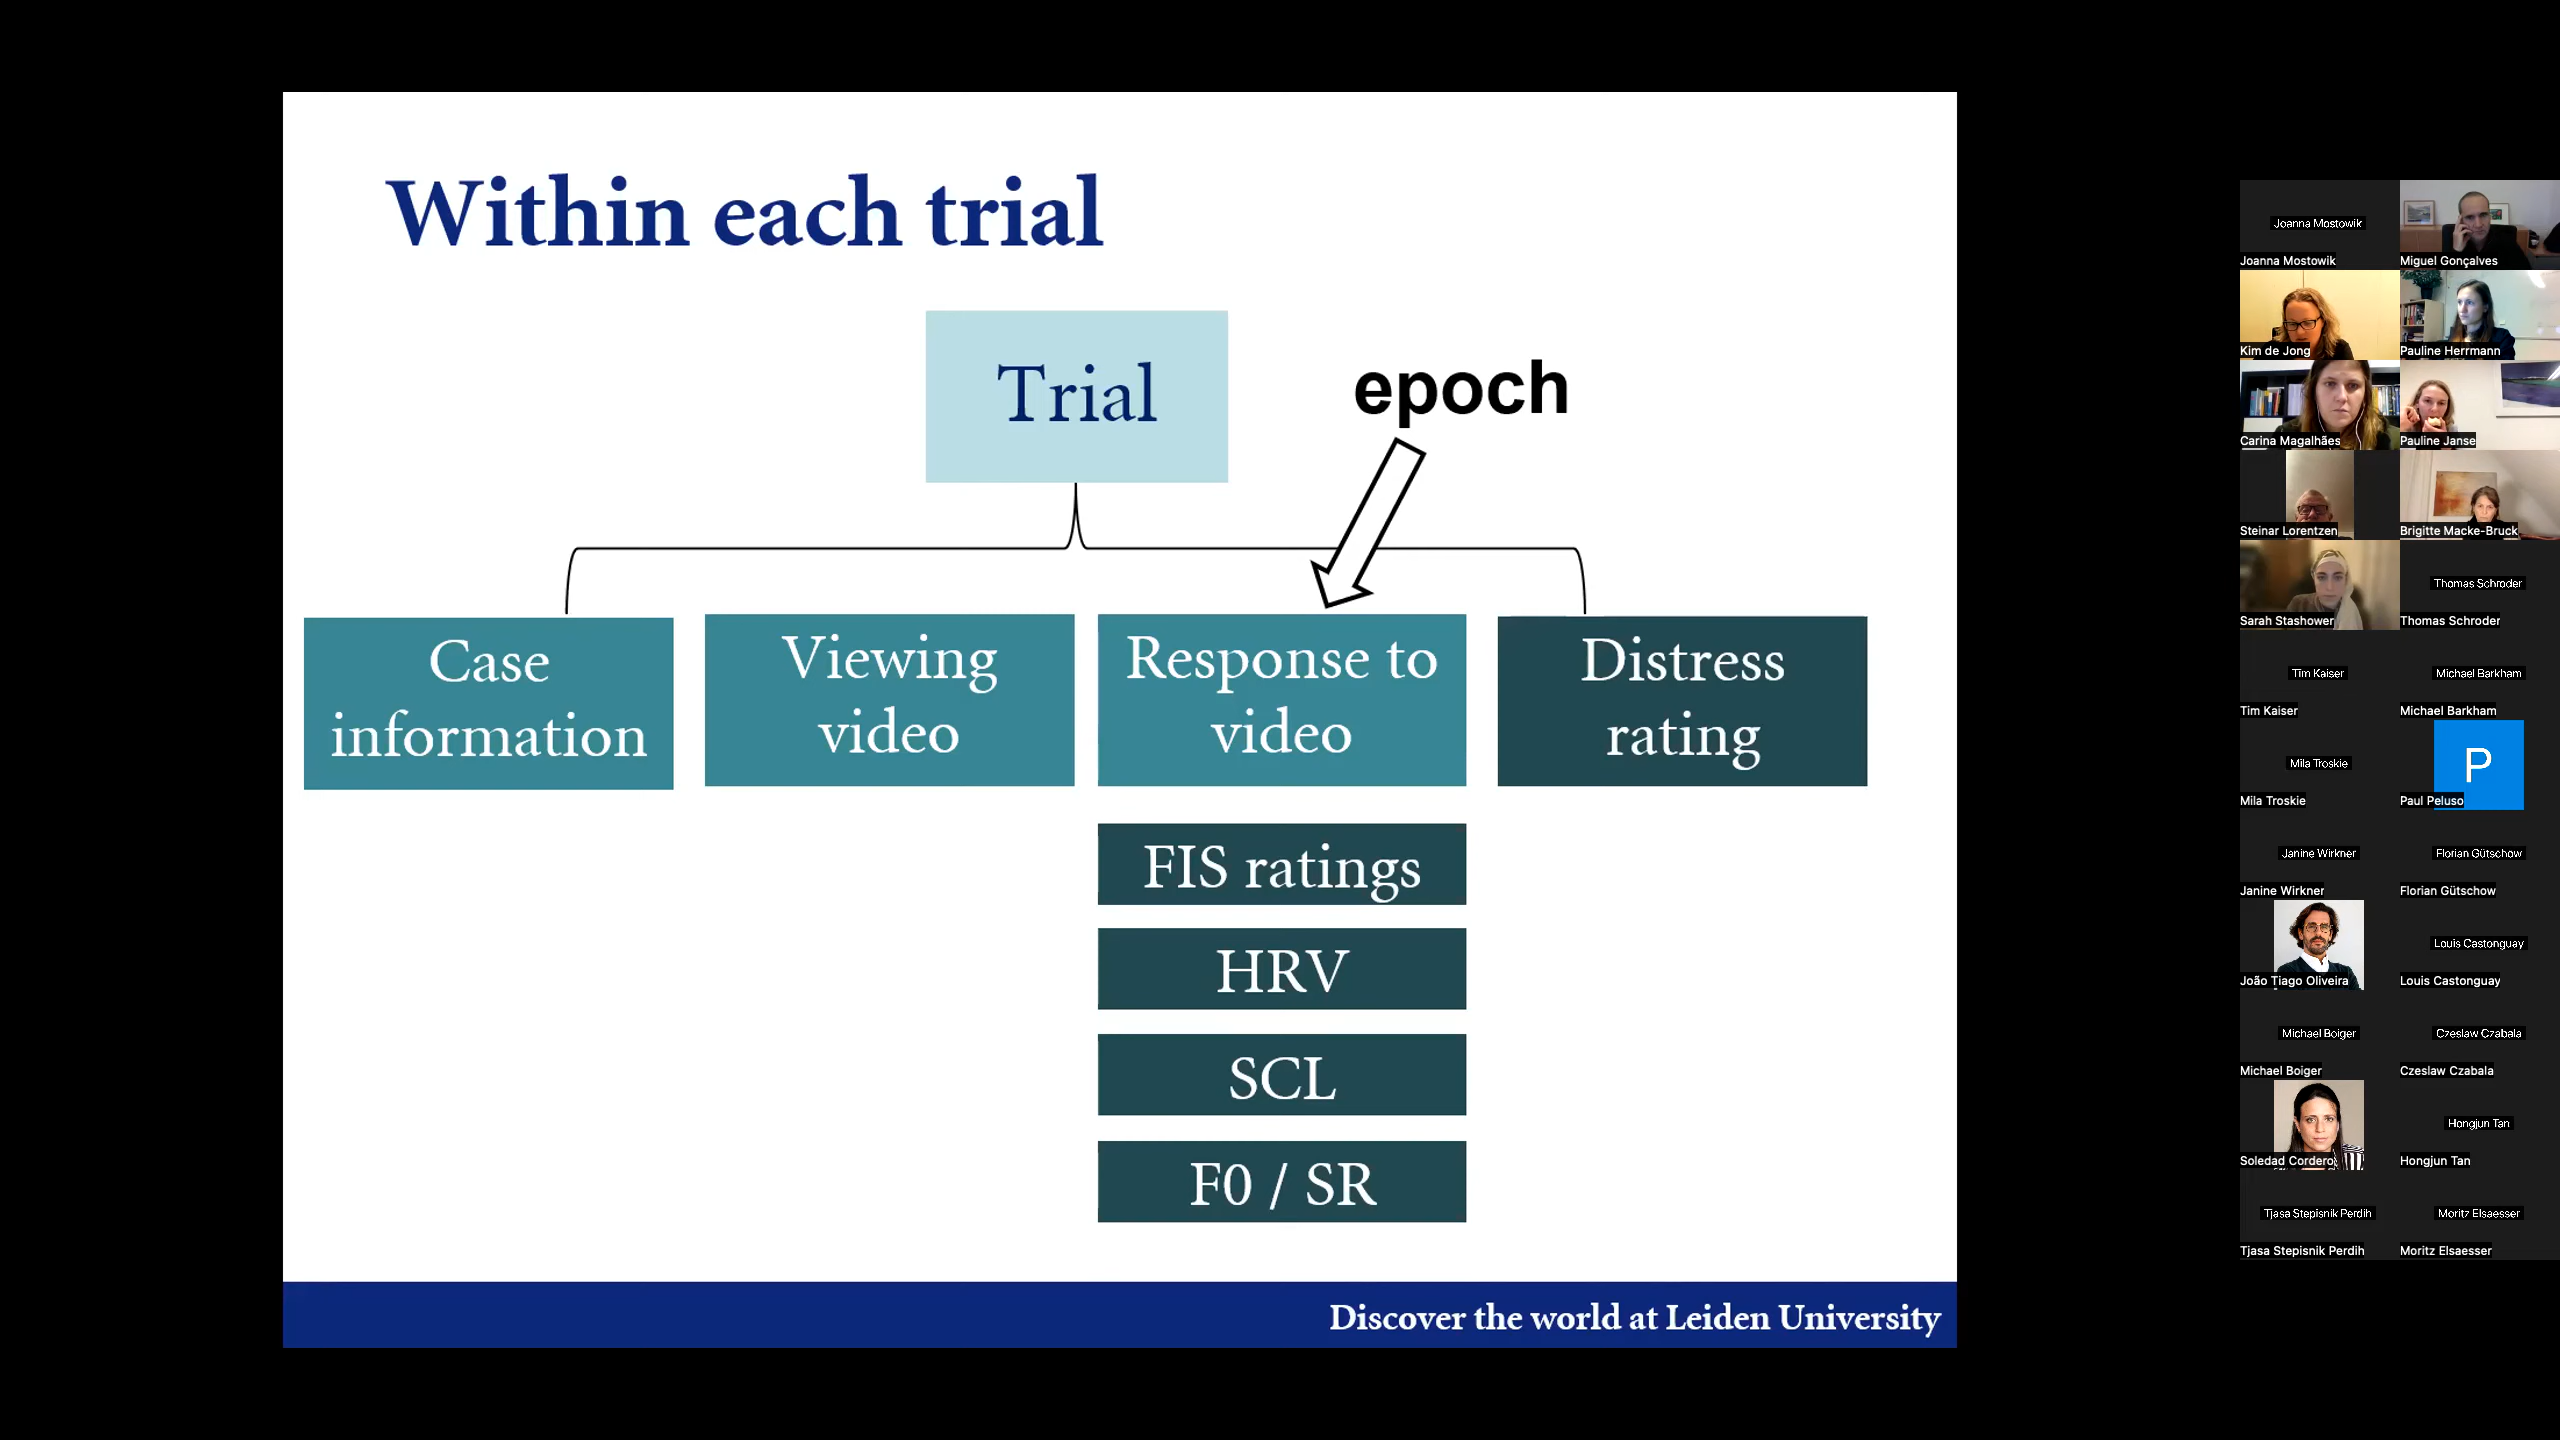 Within each trial
Trial
epoch
Case
information
Viewing
video
Response to
video
Distress
rating
FIS ratings
HRV
SCL
F0 / SR
Discover the world at Leiden University
Joanna Mostowik
Joanna Mostowik
Miguel Gonçalves
Kim de Jong
Pauline Herrmann
Carina Magalhães
Pauline Janse
Steinar Lorentzen
Brigitte Macke-Bruck
Sarah Stashower
Thomas Schroder
Thomas Schroder
Tim Kaiser
Tim Kaiser
Michael Barkham
Michael Barkham
Mila Troskie
Mila Troskie
P
Paul Peluso
Janine Wirkner
Janine Wirkner
Florian Gütschow
Florian Gütschow
João Tiago Oliveira
Louis Castonguay
Louis Castonguay
Michael Boiger
Michael Boiger
Czeslaw Czabala
Czeslaw Czabala
Soledad Cordero
Hongjun Tan
Hongjun Tan
Tjasa Stepisnik Perdih
Tjasa Stepisnik Perdih
Moritz Elsaesser
Moritz Elsaesser